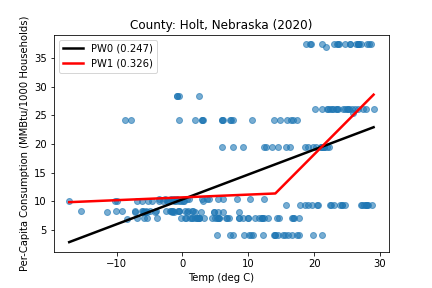 County: Holt, Nebraska (2020)
PW0 (0.247)
PW1 (0.326)
Per-Capita Consumption (MMBtu/1000 Households)
35
30
25
20
15
10
5
−10
0
10
20
30
Temp (deg C)